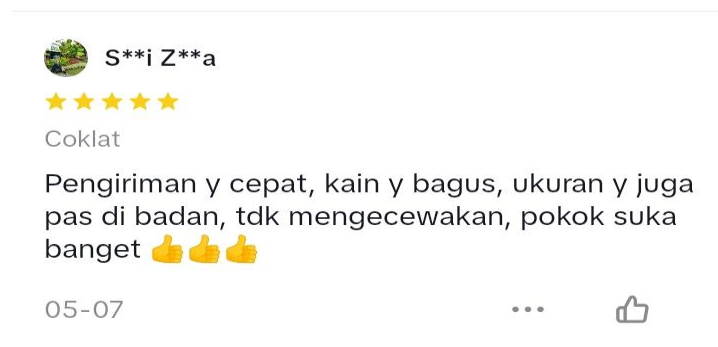 S**i Z**a
Coklat
Pengiriman y cepat, kain y bagus, ukuran y juga
pas di badan, tdk mengecewakan, pokok suka
banget 👍👍👍
05-07